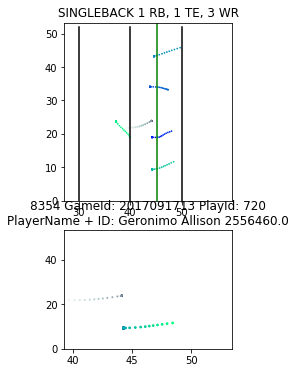 SINGLEBACK 1 RB, 1 TE, 3 WR
50
40
30
20
10
0
30 40 50
8354 GameId: 2017091713 PlayId: 720
PlayerName + ID: Geronimo Allison 2556460.0
40
20
0
40 45 50